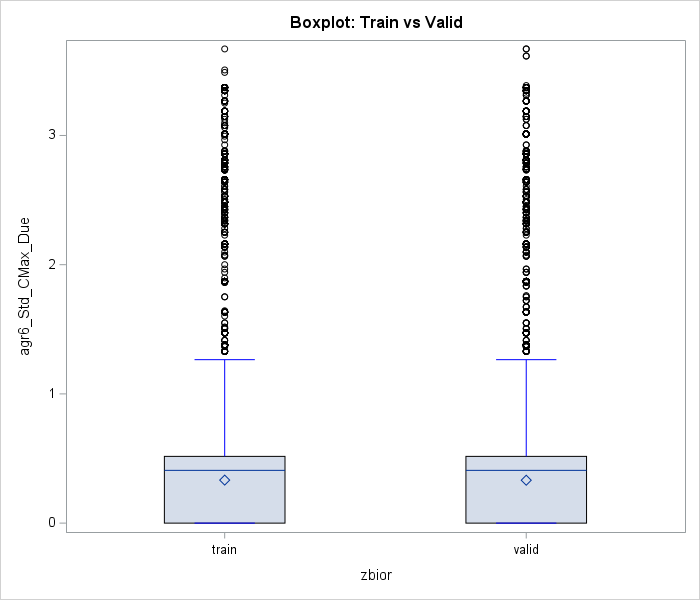 Boxplot: Train vs Valid
agr6_Std_CMax_Due
3
2
1
0
train
valid
zbior